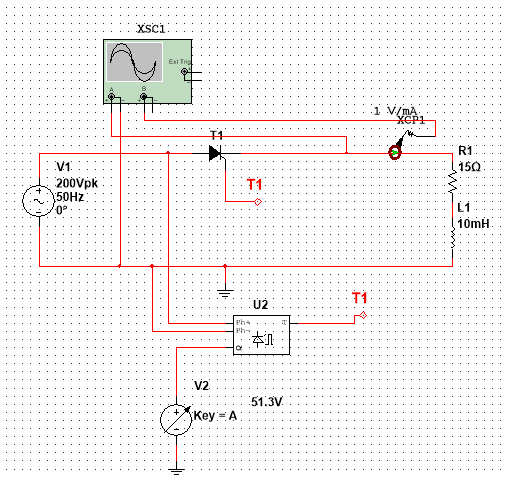 XSC1
Ext Trig
+
A
B
+
−
+
−
1 V/mA
XCP1
T1
V1
200Vpk
50Hz
0°
T1
R1
15Ω
L1
10mH
U2
T1
Ph+
Ph-
α
T
V2
51.3V
Key = A